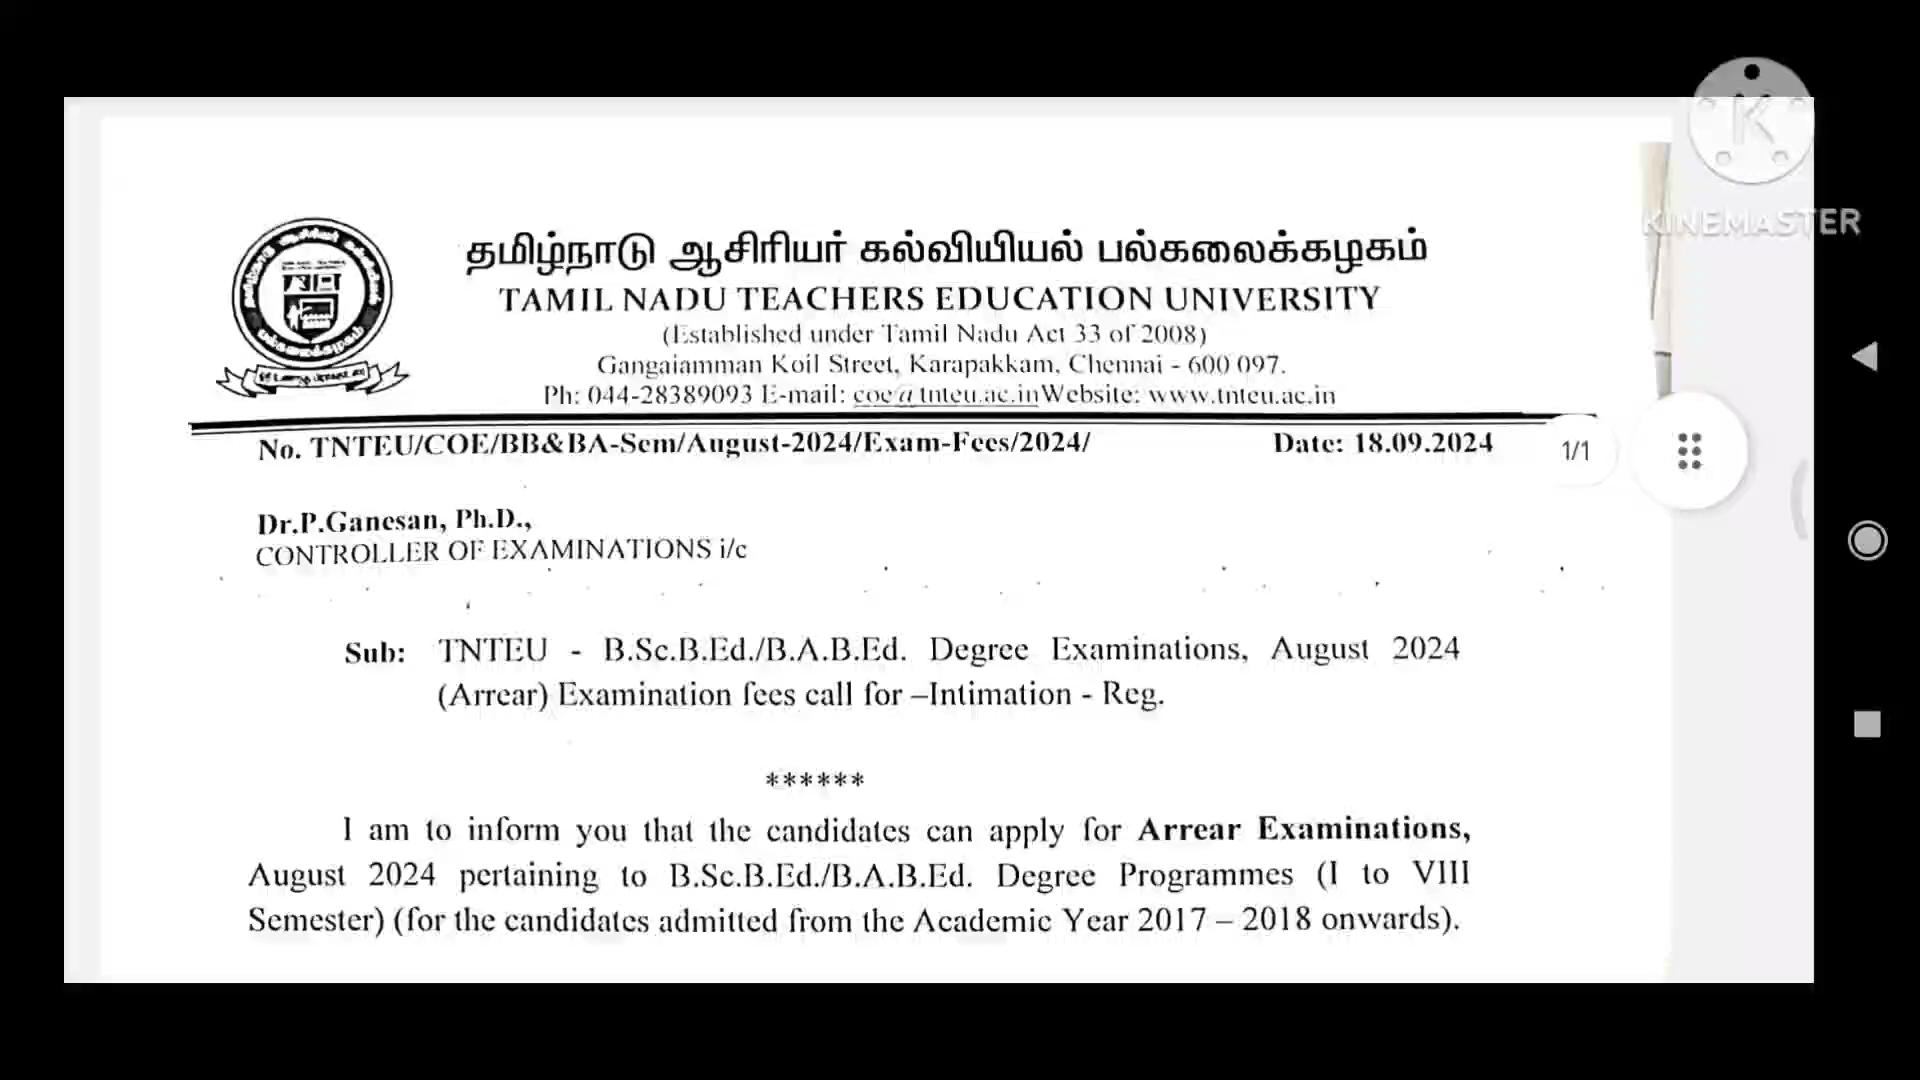 தமிழ்நாடு ஆசிரியர் கல்வியியல் பல்கலைக்கழகம்
TAMIL NADU TEACHERS EDUCATION UNIVERSITY
(Established under Tamil Nadu Act 33 of 2008)
Gangaiamman Koil Street, Karapakkam, Chennai - 600 097.
Ph: 044-28389093 E-mail: coe@tnteu.ac.inWebsite: www.tnteu.ac.in
No. TNTEU/COE/BB&BA-Sem/August-2024/Exam-Fees/2024/ Date: 18.09.2024
1/1
Dr.P.Ganesan, Ph.D.,
CONTROLLER OF EXAMINATIONS i/c
Sub: TNTEU - B.Sc.B.Ed./B.A.B.Ed. Degree Examinations, August 2024
(Arrear) Examination fees call for –Intimation - Reg.
******
I am to inform you that the candidates can apply for Arrear Examinations,
August 2024 pertaining to B.Sc.B.Ed./B.A.B.Ed. Degree Programmes (I to VIII
Semester) (for the candidates admitted from the Academic Year 2017 – 2018 onwards).
K
KINEMASTER